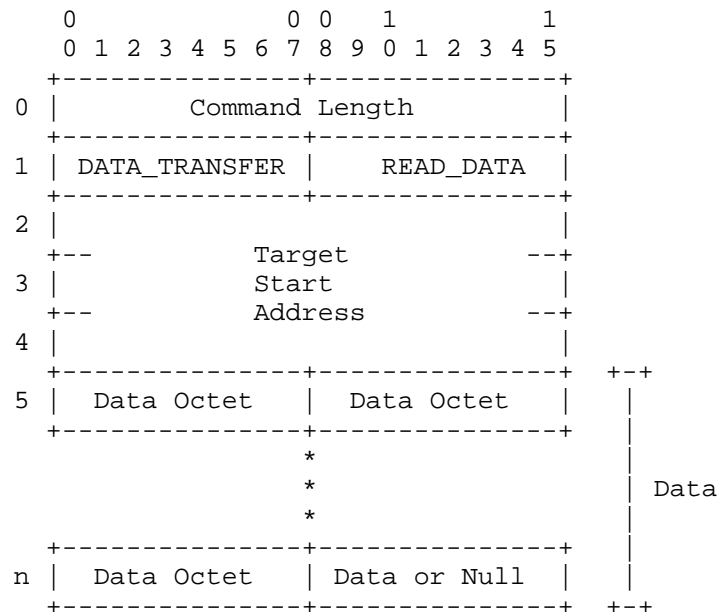 0             0 0   1         1
0 1 2 3 4 5 6 7 8 9 0 1 2 3 4 5
+---------------+---------------+
0 |        Command Length         |
+---------------+---------------+
1 | DATA_TRANSFER |    READ_DATA  |
+---------------+---------------+
2 |                               |
+--          Target           --+
3 |            Start              |
+--          Address          --+
4 |                               |
+---------------+---------------+  +-+
5 |  Data Octet   |  Data Octet   |   |
+---------------+---------------+   |
*                   |
*                   | Data
*                   |
+---------------+---------------+   |
n |  Data Octet   | Data or Null  |   |
+---------------+---------------+  +-+